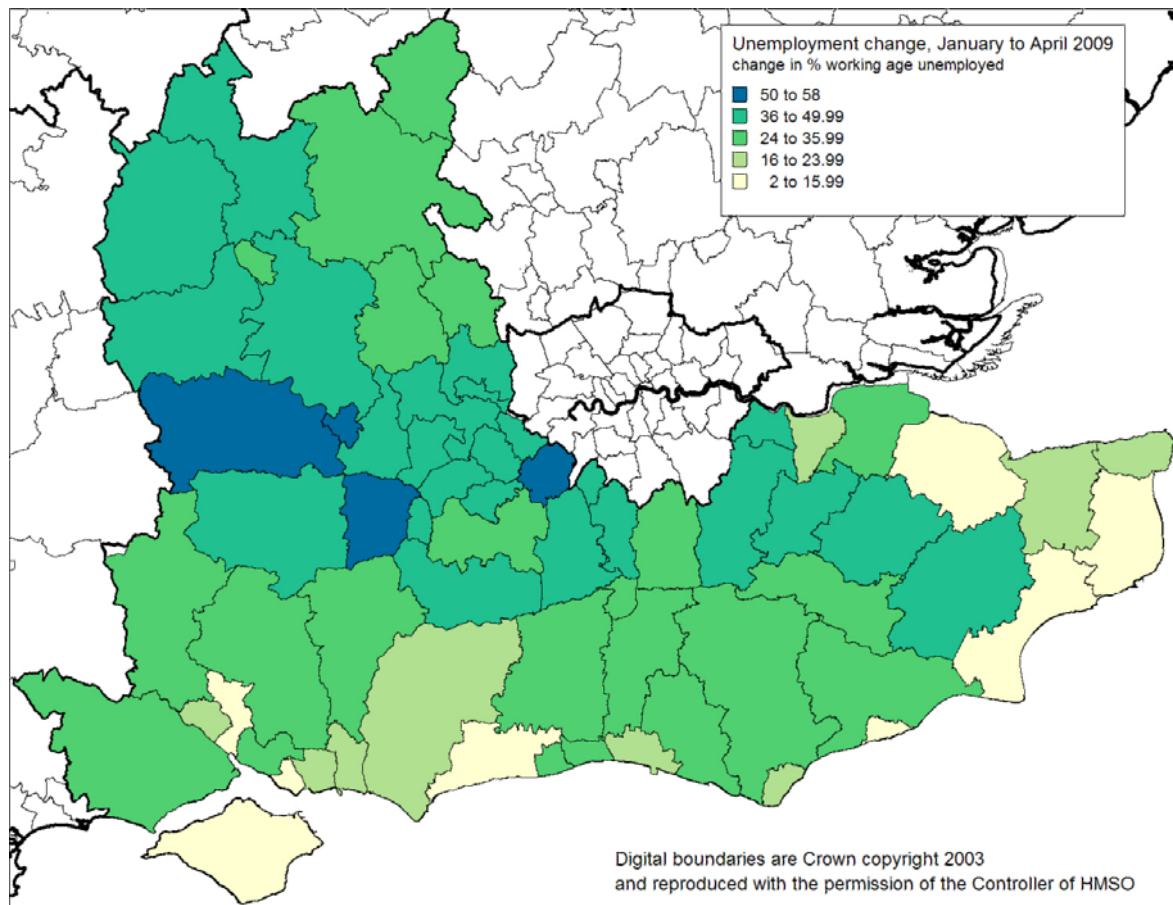 Unemployment change, January to April 2009
change in % working age unemployed
50 to 58
36 to 49.99
24 to 35.99
16 to 23.99
2 to 15.99
Digital boundaries are Crown copyright 2003
and reproduced with the permission of the Controller of HMSO